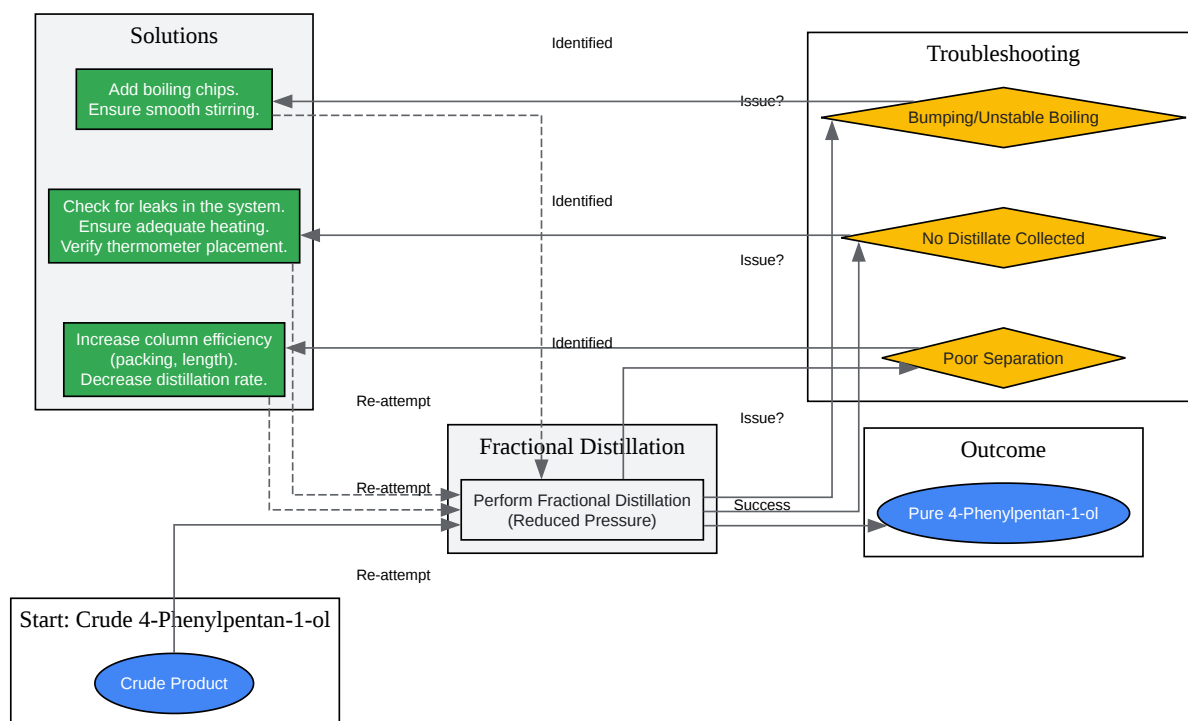 Solutions
Add boiling chips.
Ensure smooth stirring.
Check for leaks in the system.
Ensure adequate heating.
Verify thermometer placement.
Increase column efficiency
(packing, length).
Decrease distillation rate.
Identified
Issue?
Identified
Issue?
Identified
Issue?
Troubleshooting
Bumping/Unstable Boiling
No Distillate Collected
Poor Separation
Re-attempt
Re-attempt
Re-attempt
Fractional Distillation
Perform Fractional Distillation
(Reduced Pressure)
Success
Outcome
Pure 4-Phenylpentan-1-ol
Start: Crude 4-Phenylpentan-1-ol
Crude Product